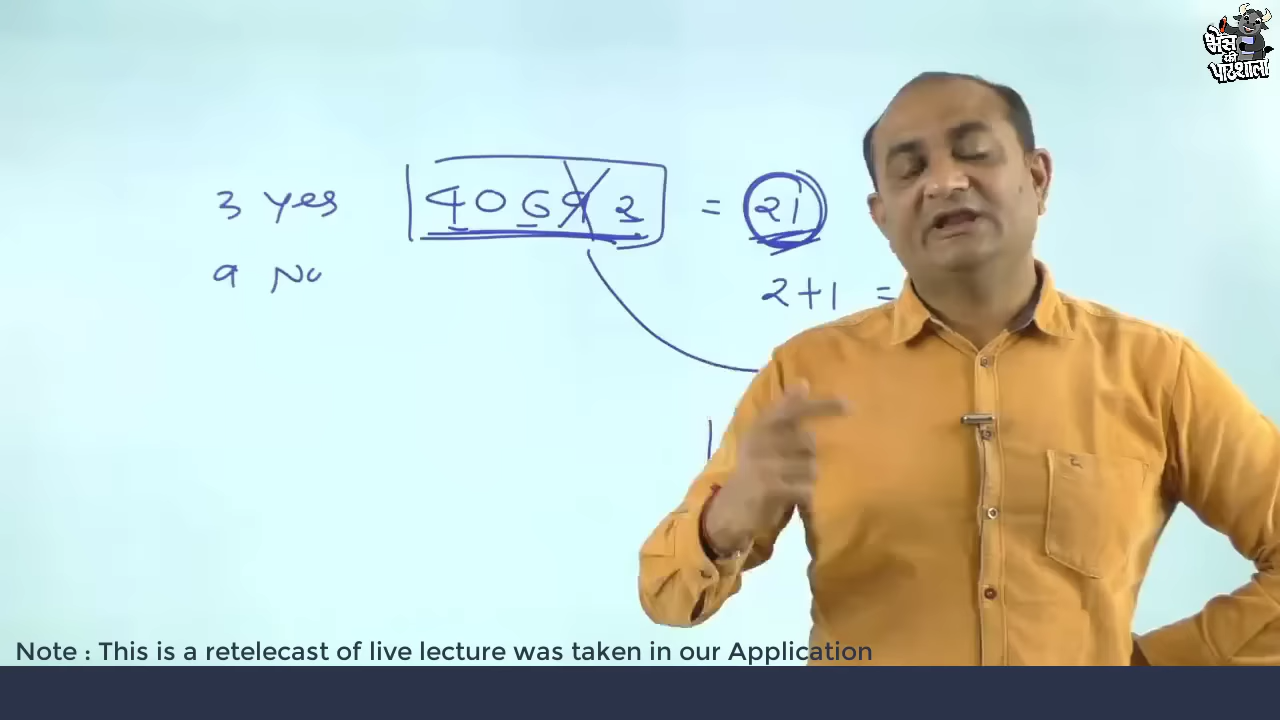 भैंस
की
पाठशाला
3 Yes 40692 = 21
9 No
2+1 =
Note : This is a retelecast of live lecture was taken in our Application